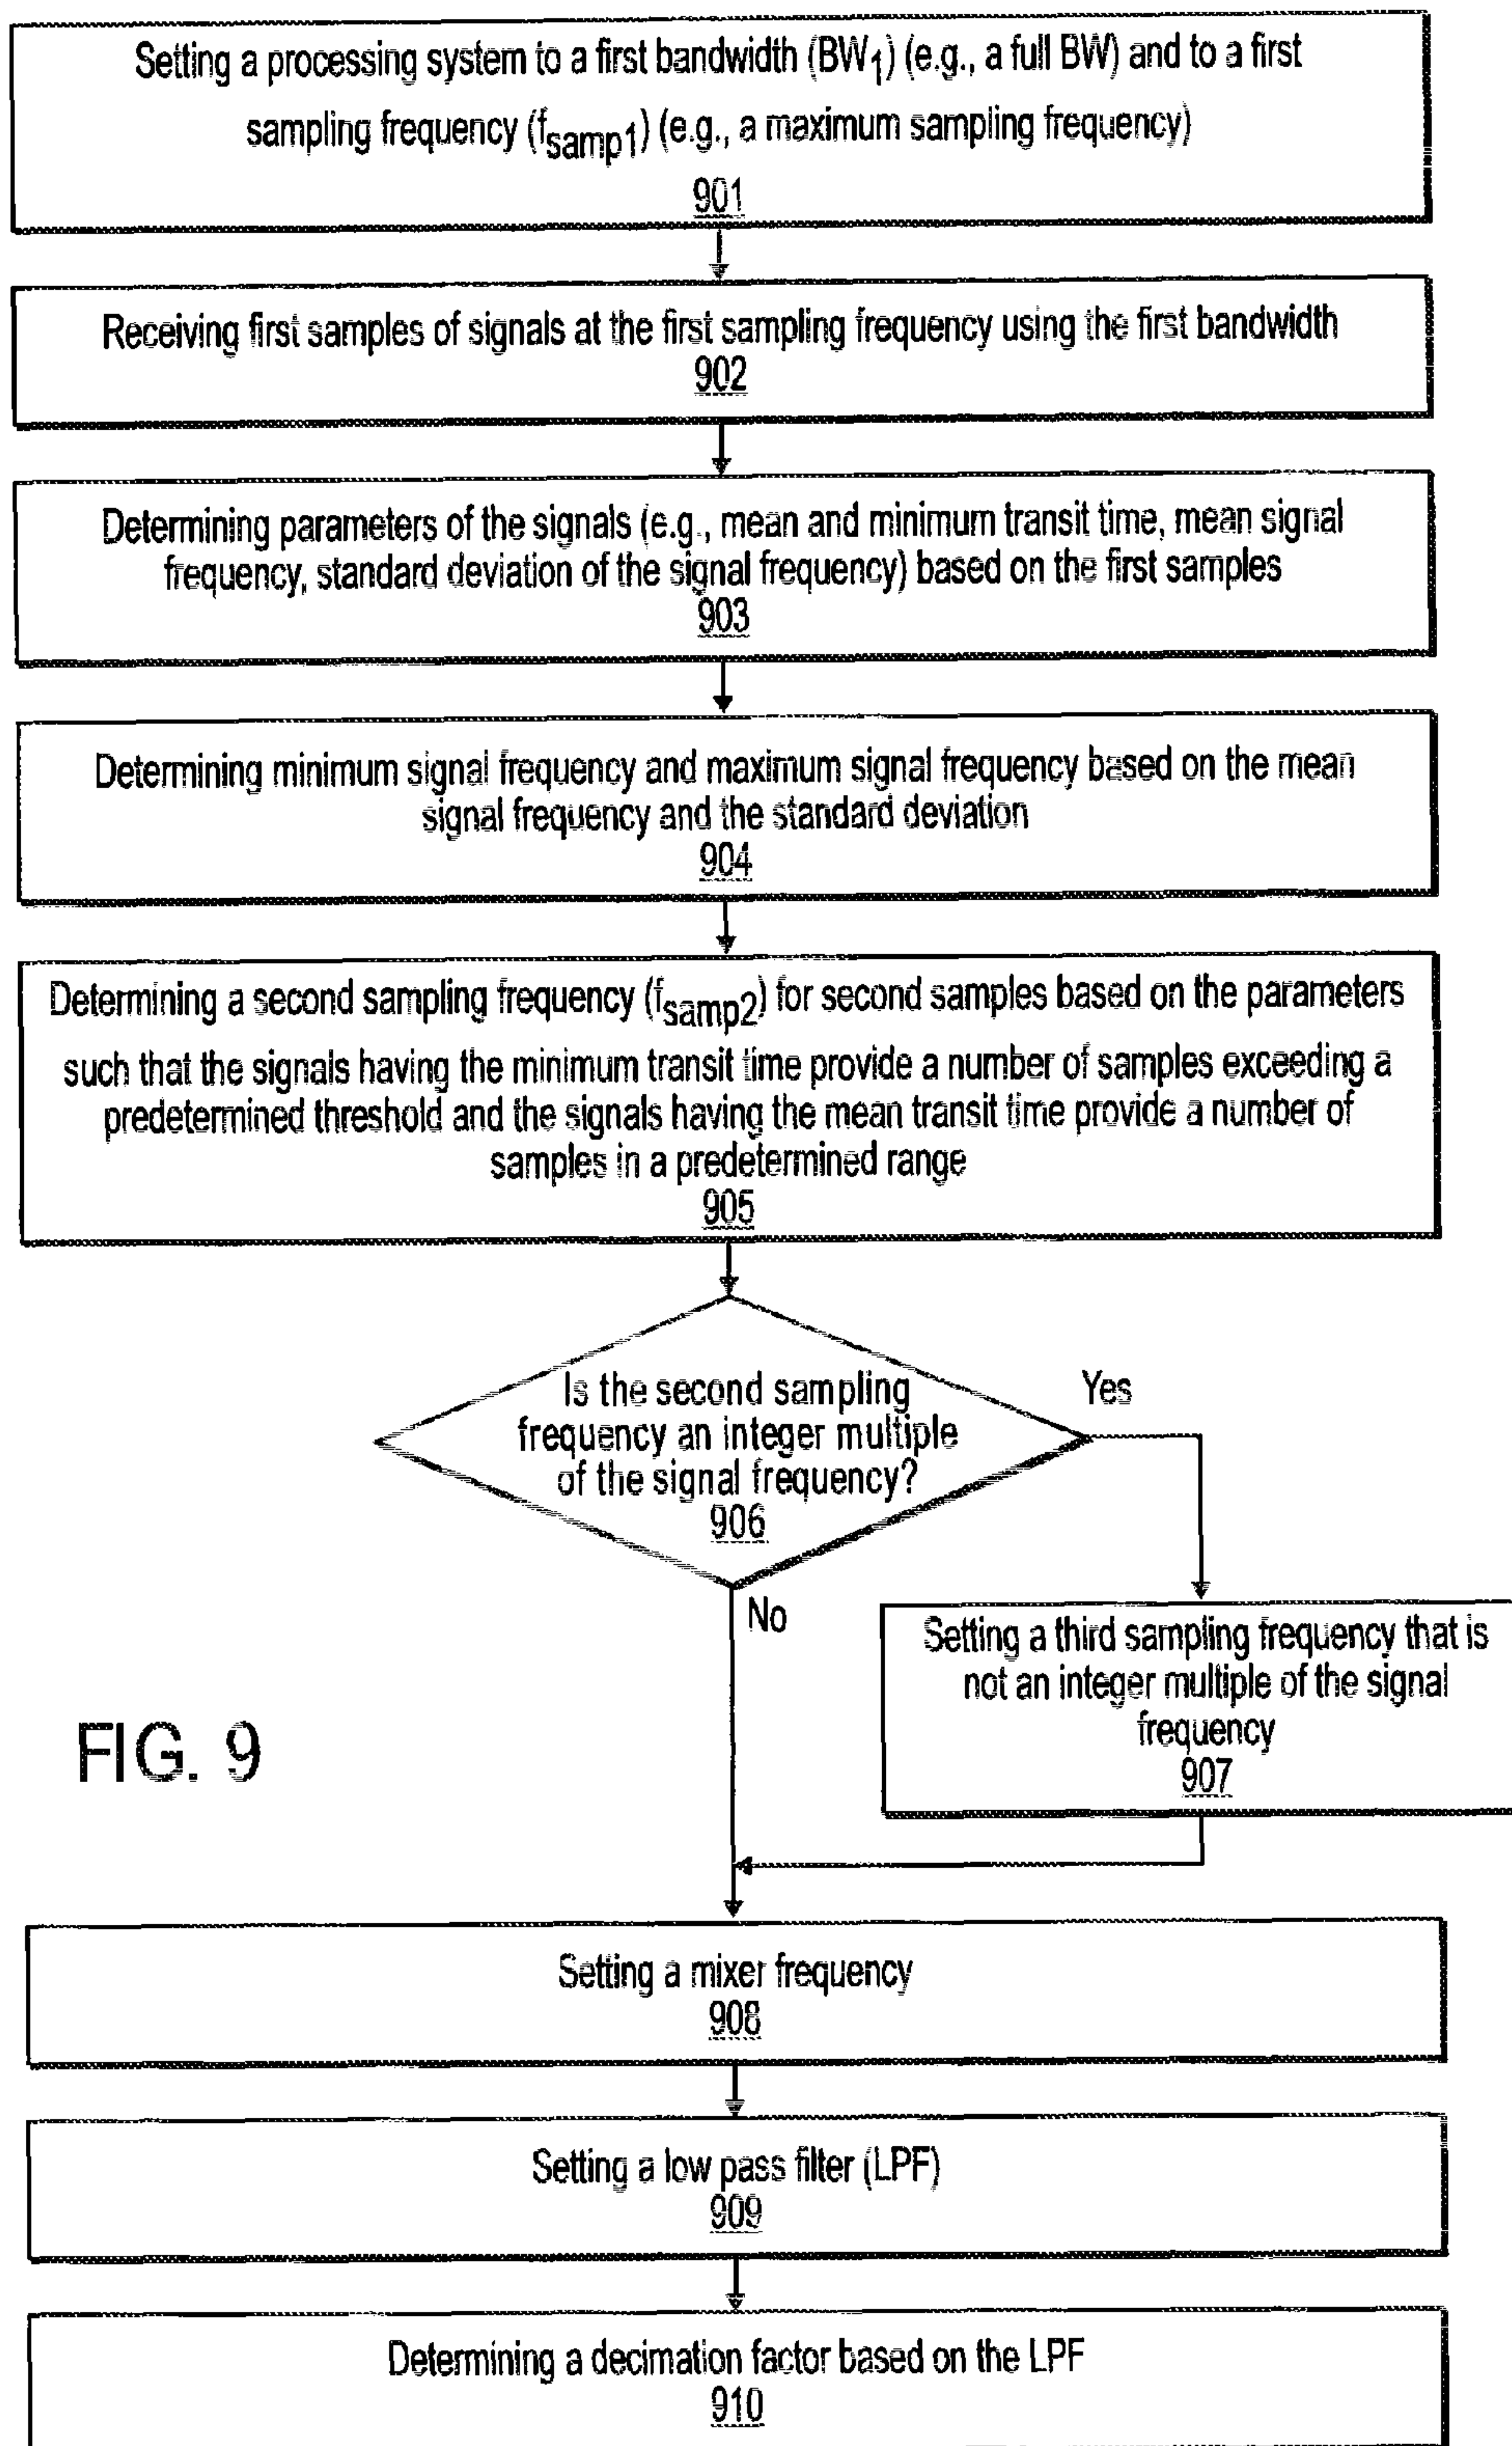 Setting a processing system to a first bandwidth (BW1) (e.g., a full BW) and to a first
sampling frequency (fsamp1) (e.g., a maximum sampling frequency)
901
Receiving first samples of signals at the first sampling frequency using the first bandwidth
902
Determining parameters of the signals (e.g., mean and minimum transit time, mean signal
frequency, standard deviation of the signal frequency) based on the first samples
903
Determining minimum signal frequency and maximum signal frequency based on the mean
signal frequency and the standard deviation
904
Determining a second sampling frequency (fsamp2) for second samples based on the parameters
such that the signals having the minimum transit time provide a number of samples exceeding a
predetermined threshold and the signals having the mean transit time provide a number of
samples in a predetermined range
905
Is the second sampling
frequency an integer multiple
of the signal frequency?
906
Yes
No
Setting a third sampling frequency that is
not an integer multiple of the signal
frequency
907
FIG. 9
Setting a mixer frequency
908
Setting a low pass filter (LPF)
909
Determining a decimation factor based on the LPF
910